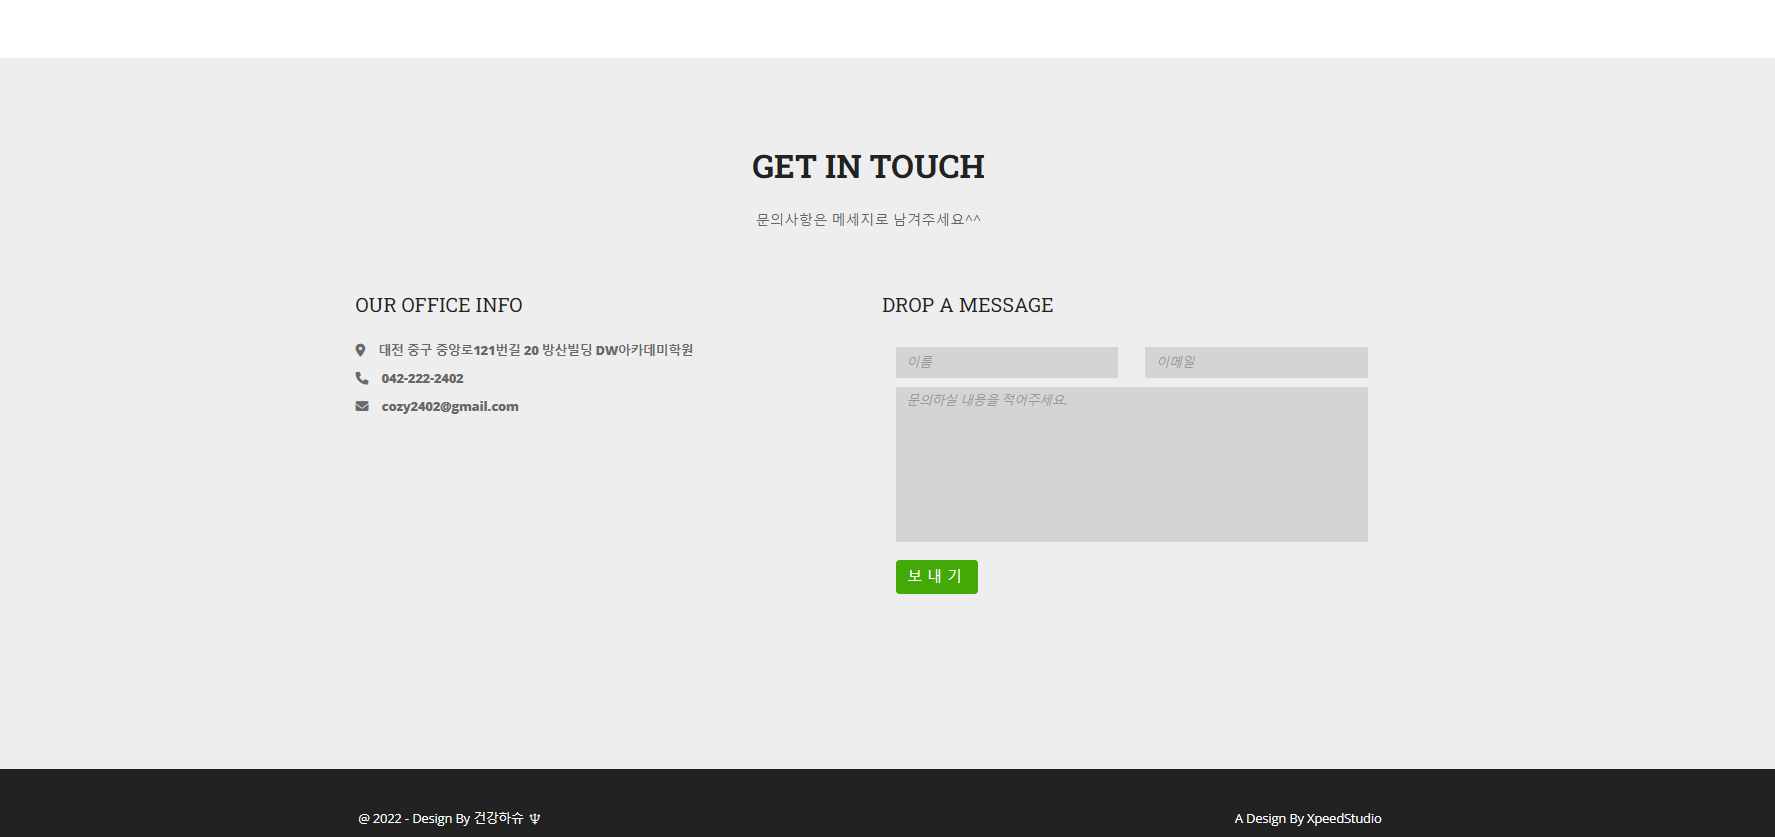 GET IN TOUCH
문의사항은 메세지로 남겨주세요^^
OUR OFFICE INFO
대전 중구 중앙로121번길 20 방산빌딩 DW아카데미학원
042-222-2402
cozy2402@gmail.com
DROP A MESSAGE
이름
이메일
문의하실 내용을 적어주세요.
보 내 기
@ 2022 - Design By 건강하슈
A Design By XpeedStudio